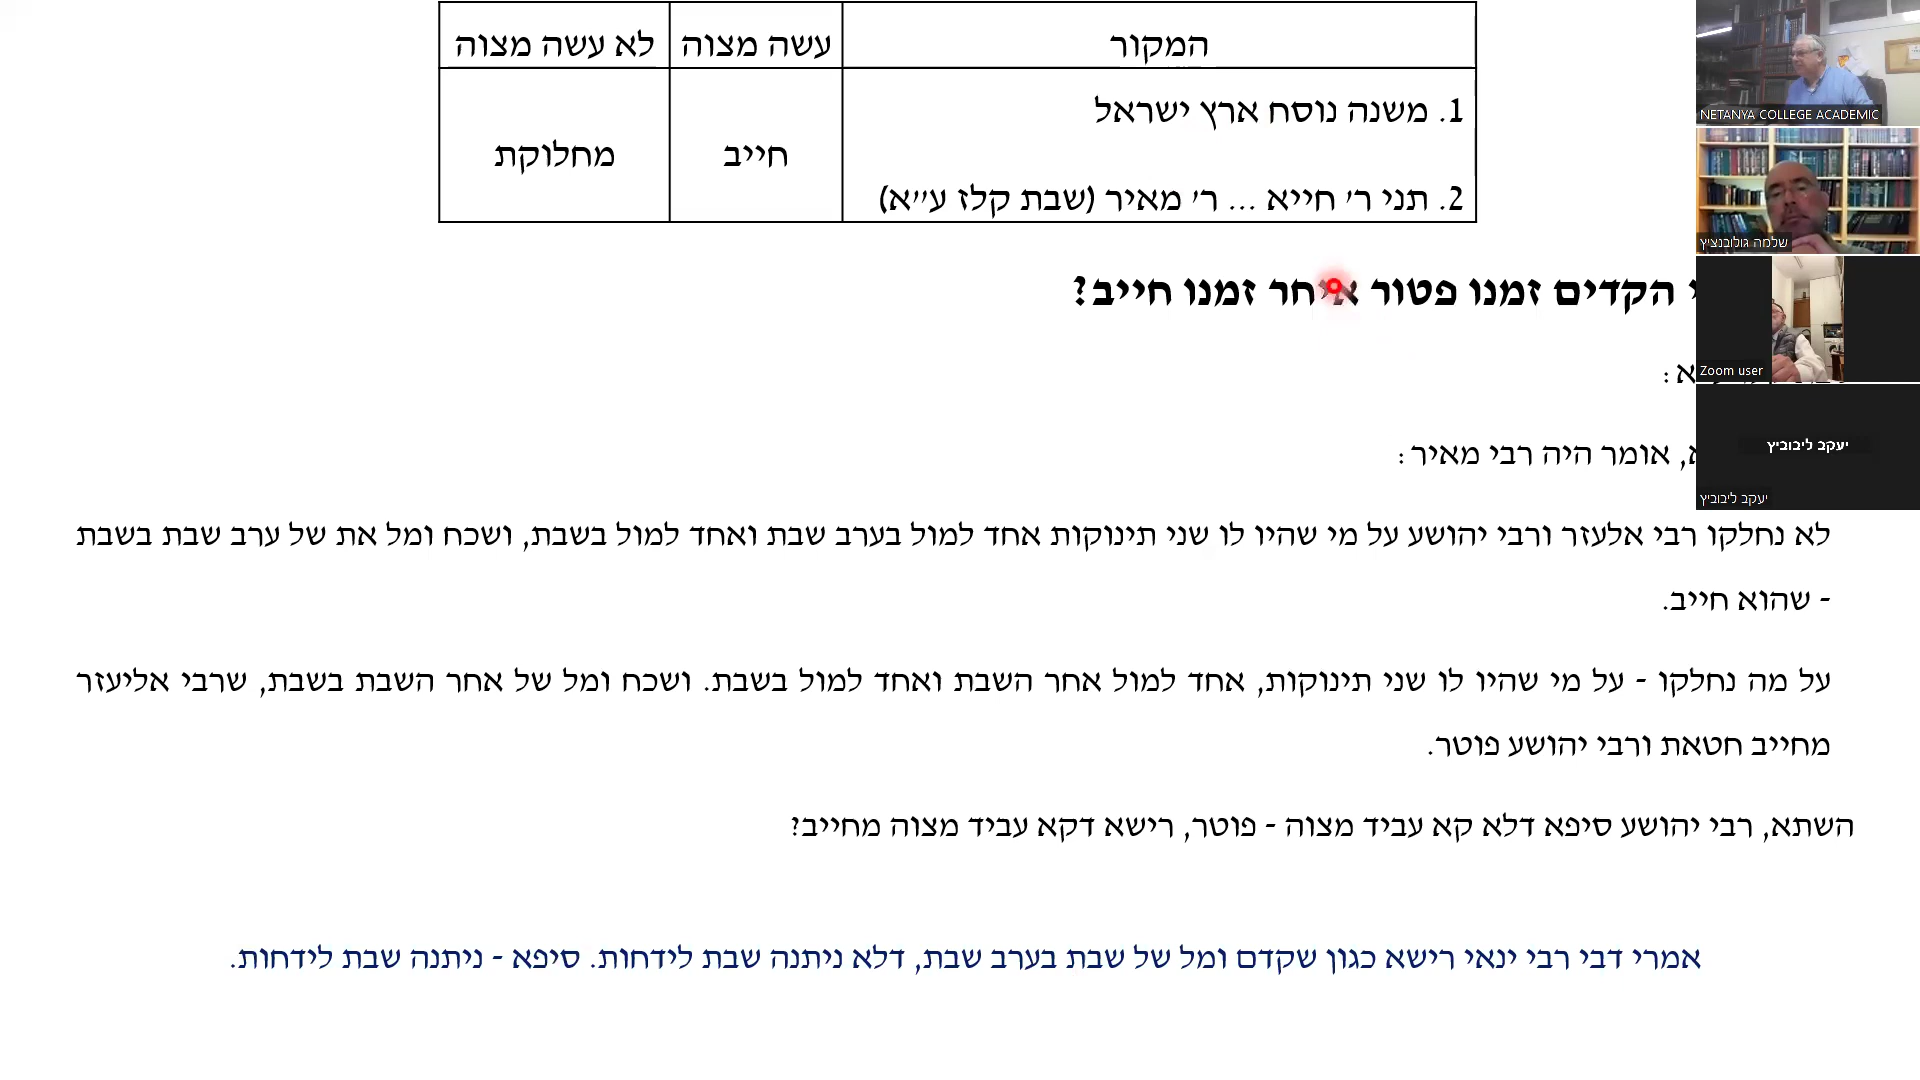 המקור עשה מצוה לא עשה מצוה
1. משנה נוסח ארץ ישראל
חייב מחלוקת
2. תני ר' חייא ... ר' מאיר (שבת קלז ע"א)
הקדים זמנו פטור איחר זמנו חייב?
אומר היה רבי מאיר:
לא נחלקו רבי אלעזר ורבי יהושע על מי שהיו לו שני תינוקות אחד למול בערב שבת ואחד למול בשבת, ושכח ומל את של ערב שבת בשבת
- שהוא חייב.
על מה נחלקו - על מי שהיו לו שני תינוקות, אחד למול אחר השבת ואחד למול בשבת. ושכח ומל של אחר השבת בשבת, שרבי אליעזר
מחייב חטאת ורבי יהושע פוטר.
השתא, רבי יהושע סיפא דלא קא עביד מצוה - פוטר, רישא דקא עביד מצוה מחייב?
אמרי דבי רבי ינאי רישא כגון שקדם ומל של שבת בערב שבת, דלא ניתנה שבת לידחות. סיפא - ניתנה שבת לידחות.
NETANYA COLLEGE ACADEMIC
שלמה גולובנציץ
Zoom user
יעקב ליבוביץ
יעקב ליבוביץ